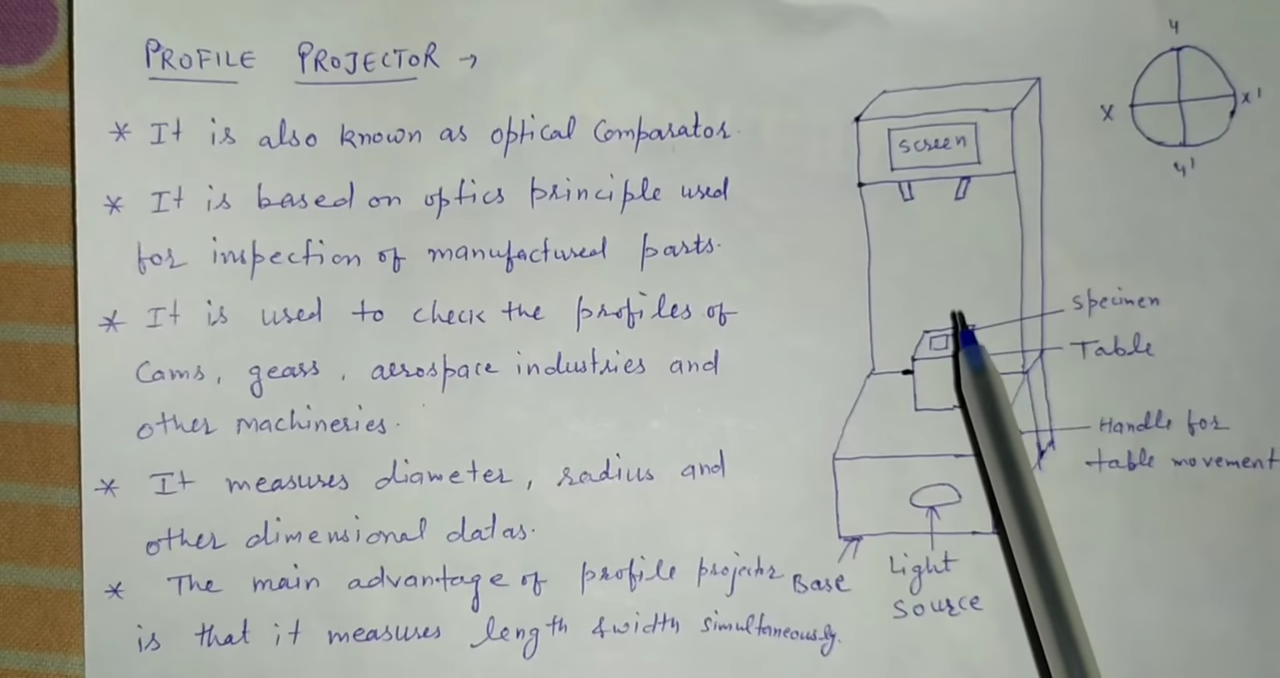 PROFILE PROJECTOR →
* It is also known as optical Comparator.
* It is based on optics principle used
for inspection of manufactured parts.
* It is used to check the profiles of
Cams, gears, aerospace industries and
other machineries.
* It measures diameter, radius and
other dimensional datas.
* The main advantage of profile projectr
is that it measures length & width simultaneously.
y
x x'
y'
Screen
Specimen
Table
Handle for
table movement
Base
Light
Source